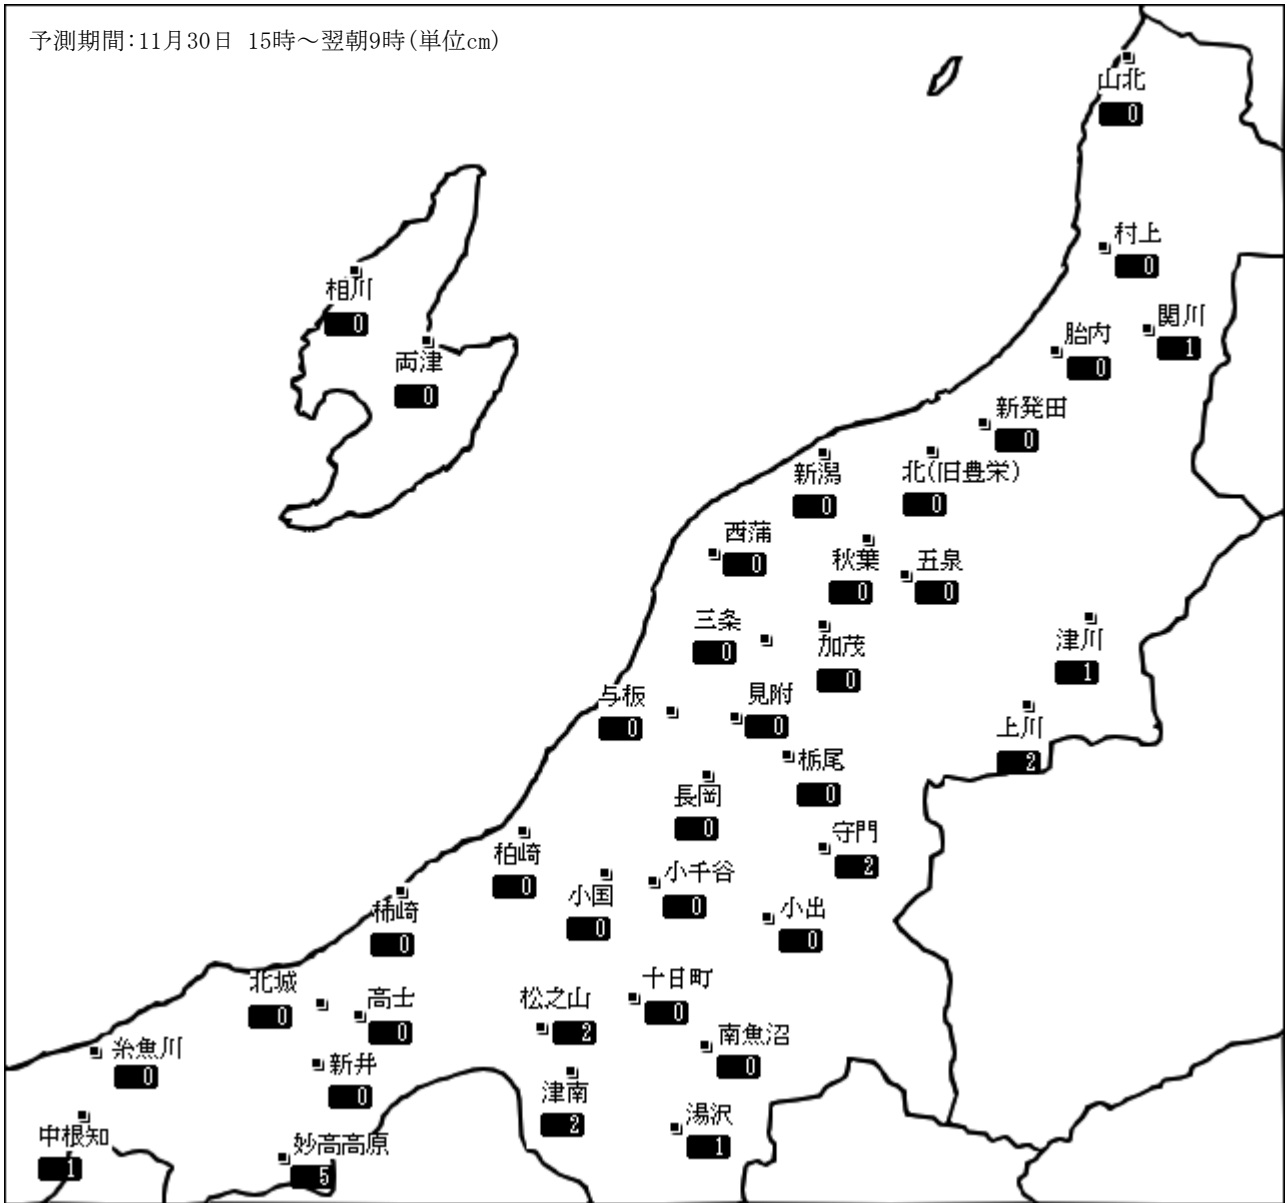 予測期間:11月30日 15時～翌朝9時(単位cm)
山北
0
村上
0
相川
0
関川
1
胎内
0
両津
0
新発田
0
新潟
0
北(旧豊栄)
0
西蒲
0
秋葉
0
五泉
0
三条
0
加茂
0
津川
1
与板
0
見附
0
上川
2
栃尾
0
長岡
0
守門
2
柏崎
0
小千谷
0
小国
0
小出
0
柿崎
0
北城
0
高士
0
松之山
2
十日町
0
南魚沼
0
糸魚川
0
新井
0
津南
2
湯沢
1
中根知
1
妙高高原
5